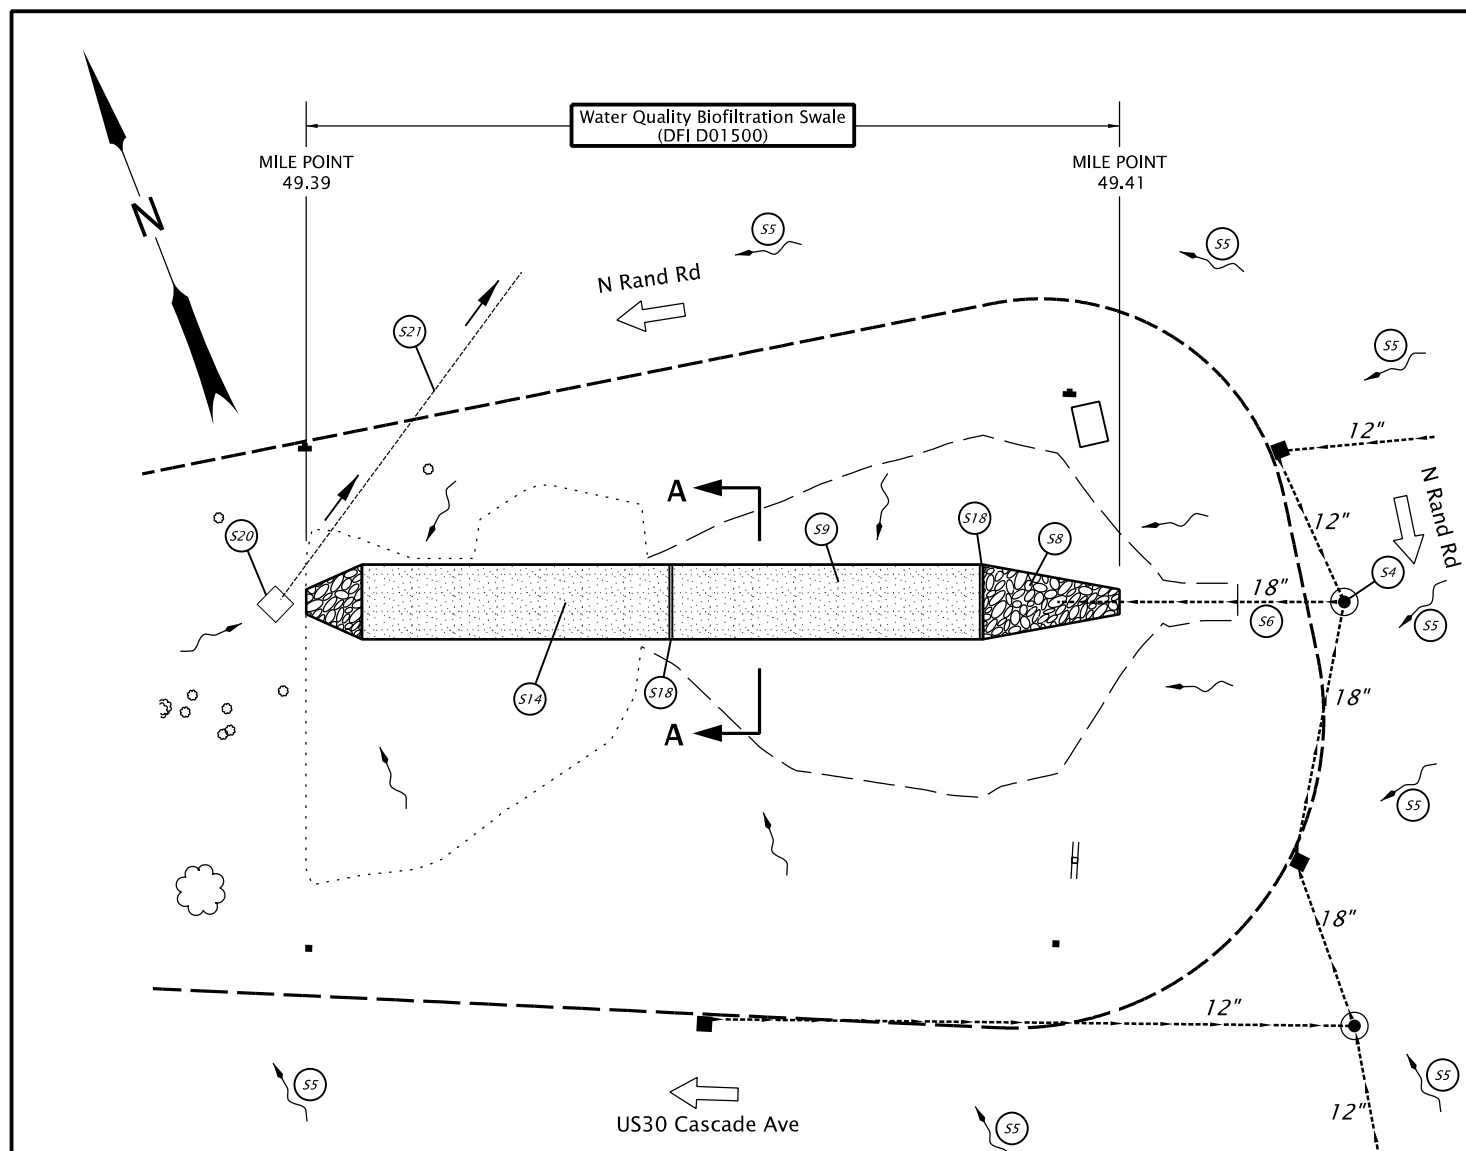 Water Quality Biofiltration Swale
(DFI D01500)
MILE POINT
49.39
MILE POINT
49.41
N
S5
S5
N Rand Rd
S21
S5
12"
N Rand Rd
A
S20
S9
S18
S8
12"
S4
18"
S6
S5
S14
S18
A
18"
S5
18"
12"
S5
S5
US30 Cascade Ave
S5
12"